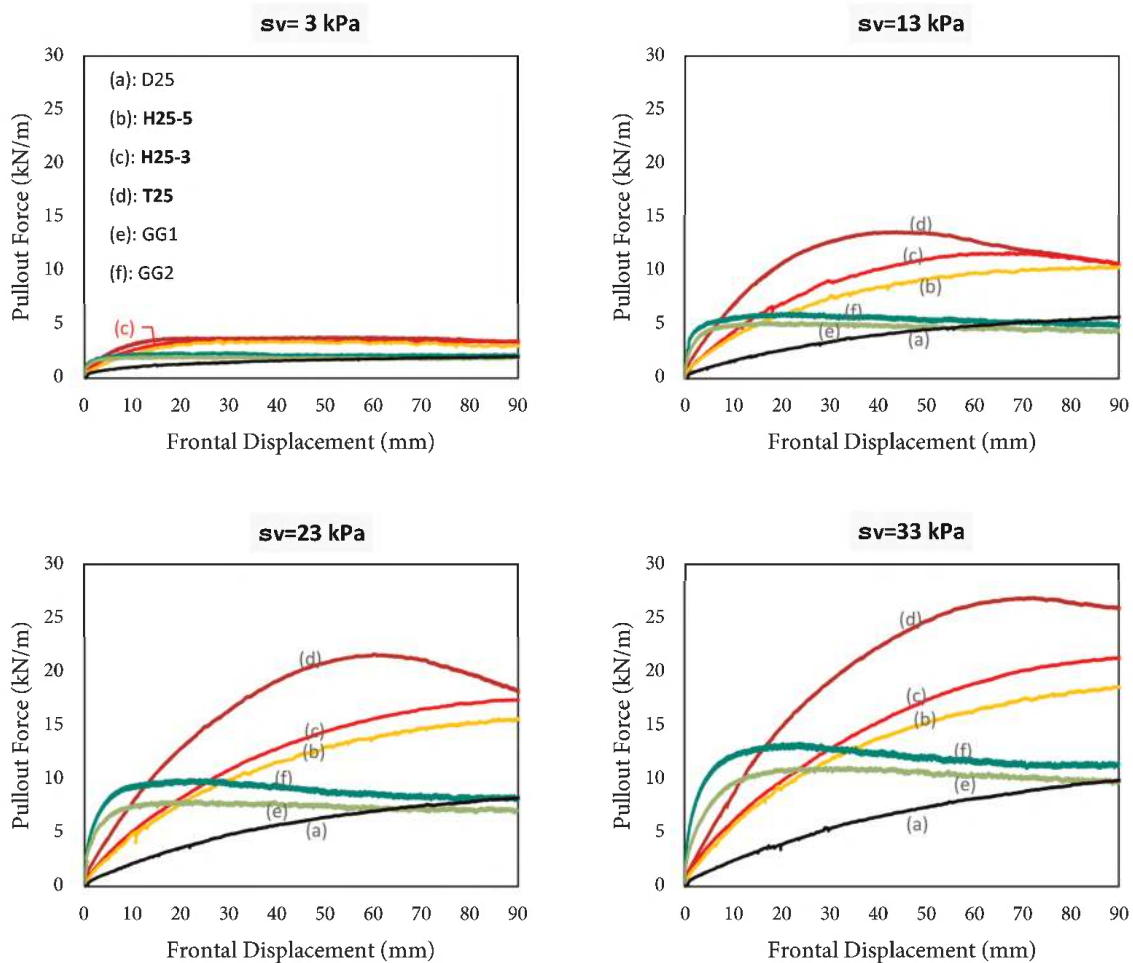 sv= 3 kPa
Pullout Force (kN/m)
30
25
20
15
10
5
0
(a): D25
(b): H25-5
(c): H25-3
(d): T25
(e): GG1
(f): GG2
(c)
0 10 20 30 40 50 60 70 80 90
Frontal Displacement (mm)
sv=13 kPa
Pullout Force (kN/m)
30
25
20
15
10
5
0
(d)
(c)
(b)
(f)
(e)
(a)
0 10 20 30 40 50 60 70 80 90
Frontal Displacement (mm)
sv=23 kPa
Pullout Force (kN/m)
30
25
20
15
10
5
0
(d)
(c)
(b)
(f)
(e)
(a)
0 10 20 30 40 50 60 70 80 90
Frontal Displacement (mm)
sv=33 kPa
Pullout Force (kN/m)
30
25
20
15
10
5
0
(d)
(c)
(b)
(f)
(e)
(a)
0 10 20 30 40 50 60 70 80 90
Frontal Displacement (mm)